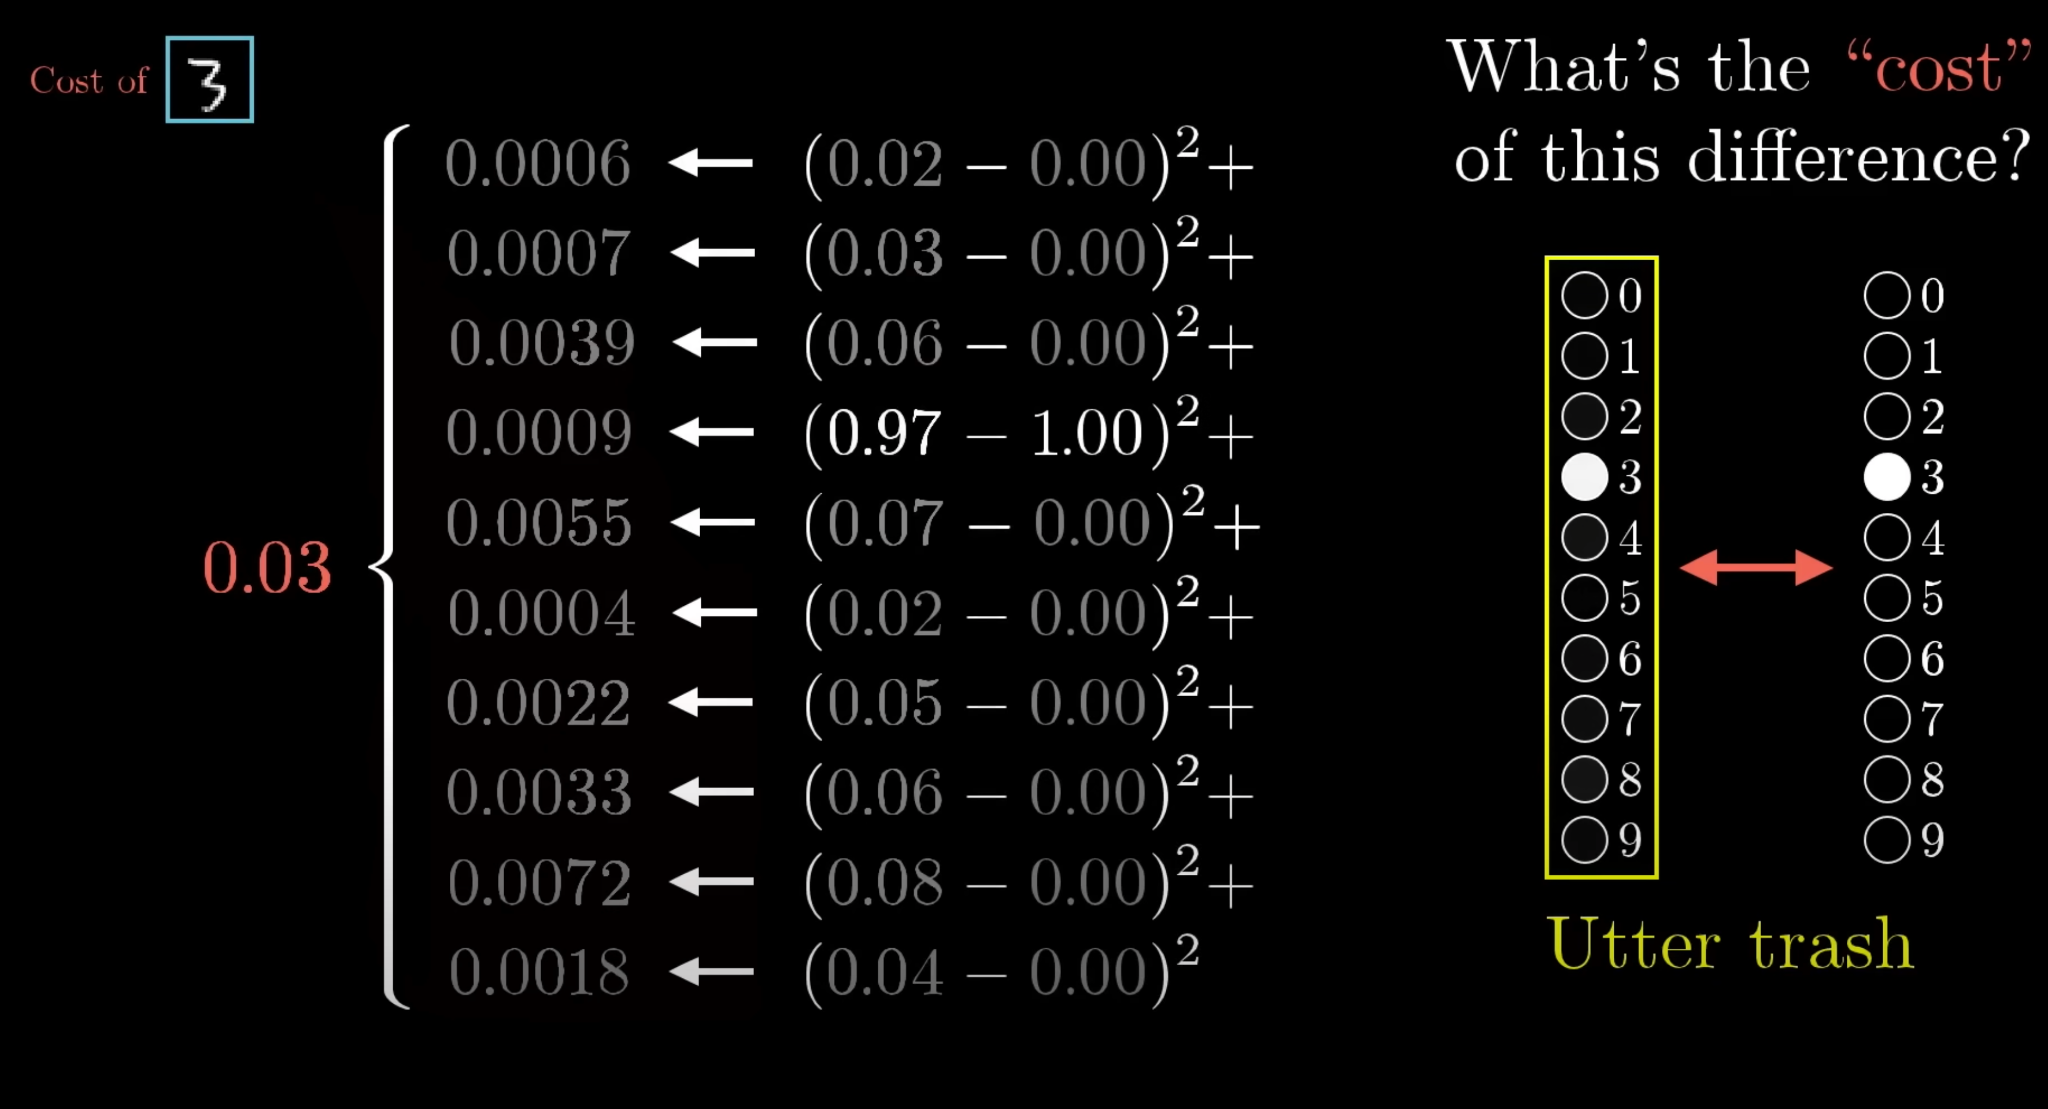 Cost of 3
What's the “cost”
of this difference?
0.0006 ← (0.02 − 0.00)² +
0.0007 ← (0.03 − 0.00)² +
0.0039 ← (0.06 − 0.00)² +
0.0009 ← (0.97 − 1.00)² +
0.0055 ← (0.07 − 0.00)² +
0.0004 ← (0.02 − 0.00)² +
0.0022 ← (0.05 − 0.00)² +
0.0033 ← (0.06 − 0.00)² +
0.0072 ← (0.08 − 0.00)² +
0.0018 ← (0.04 − 0.00)²
0.03
0
1
2
3
4
5
6
7
8
9
0
1
2
3
4
5
6
7
8
9
Utter trash